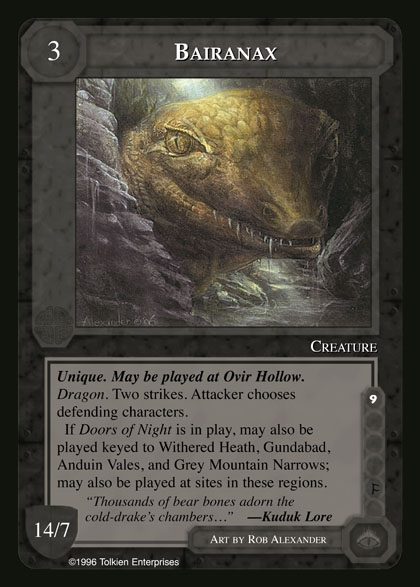 3
BAIRANAX
CREATURE
Unique. May be played at Ovir Hollow.
Dragon. Two strikes. Attacker chooses
defending characters.
If Doors of Night is in play, may also be
played keyed to Withered Heath, Gundabad,
Anduin Vales, and Grey Mountain Narrows;
may also be played at sites in these regions.
“Thousands of bear bones adorn the
cold-drake's chambers…” —Kuduk Lore
9
14/7
ART BY ROB ALEXANDER
©1996 Tolkien Enterprises